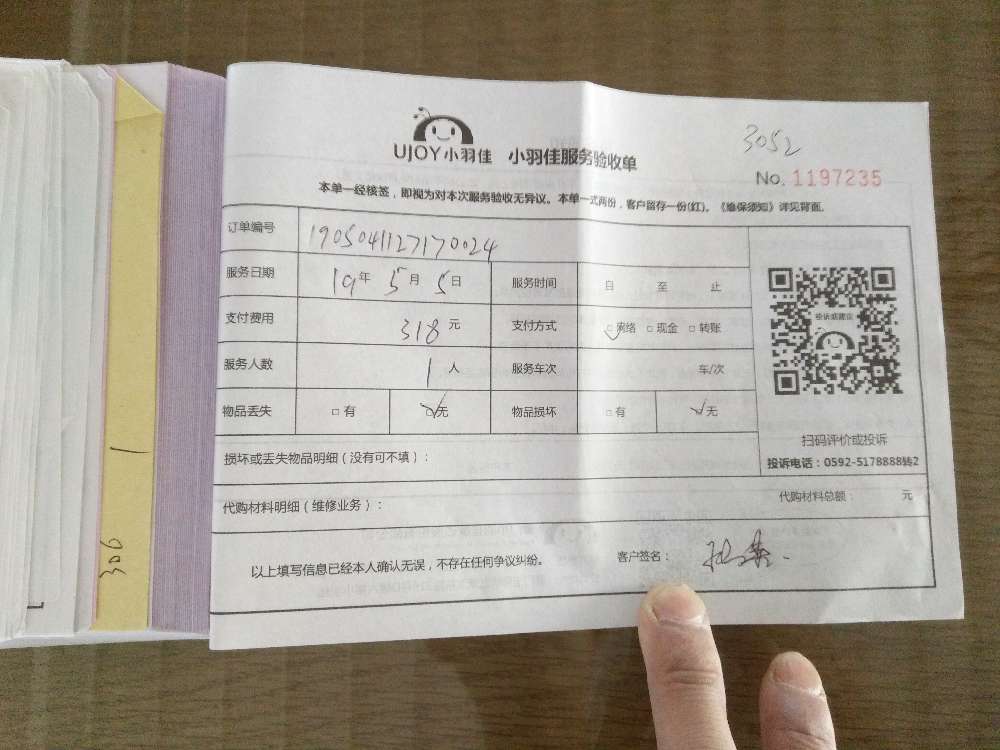 3052
UJOY小羽佳 小羽佳服务验收单
No. 1197235
本单一经核签，即视为对本次服务验收无异议。本单一式两份，客户留存一份(红)。《维保须知》详见背面。
订单编号 1905041127170024
服务日期 19年 5月 5日 服务时间 自 至 止
支付费用 318元 支付方式 □网络 □现金 □转账
服务人数 1人 服务车次 车/次
物品丢失 □有 □无 物品损坏 □有 □无
投诉或建议
扫码评价或投诉
投诉电话：0592-5178888转2
损坏或丢失物品明细（没有可不填）：
代购材料明细（维修业务）： 代购材料总额： 元
以上填写信息已经本人确认无误，不存在任何争议纠纷。 客户签名：
306 1